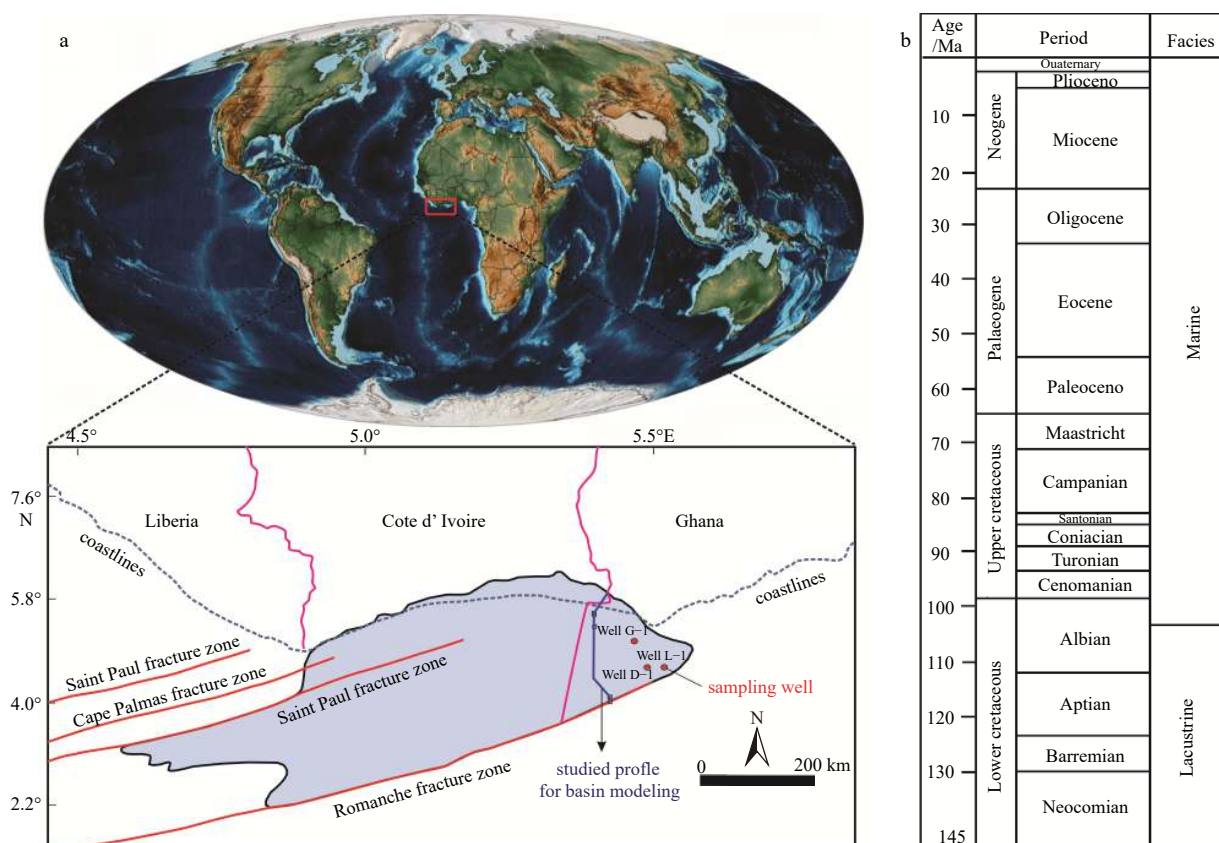 a
4.5°
5.0°
5.5°E
7.6°
N
5.8°
4.0°
2.2°
Liberia
Cote d' Ivoire
Ghana
coastlines
coastlines
Well G−1
Well L−1
Well D−1
sampling well
Saint Paul fracture zone
Cape Palmas fracture zone
Saint Paul fracture zone
Romanche fracture zone
studied profle
for basin modeling
N
0
200 km
b
Age
/Ma
Period
Facies
Ouaternary
Neogene
Plioceno
Miocene
Palaeogene
Oligocene
Eocene
Paleoceno
Upper cretaceous
Maastricht
Campanian
Santonian
Coniacian
Turonian
Cenomanian
Lower cretaceous
Albian
Aptian
Barremian
Neocomian
10
20
30
40
50
60
70
80
90
100
110
120
130
145
Marine
Lacustrine